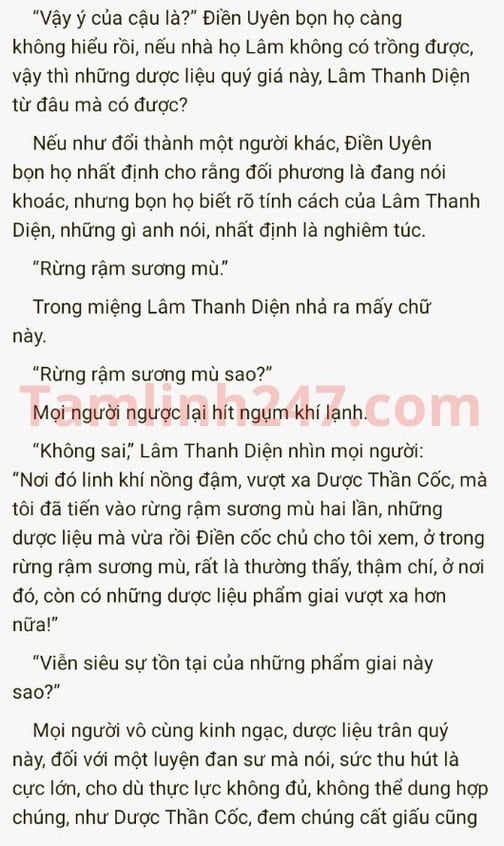 “Vậy ý của cậu là?” Điền Uyên bọn họ càng
không hiểu rồi, nếu nhà họ Lâm không có trồng được,
vậy thì những dược liệu quý giá này, Lâm Thanh Diện
từ đâu mà có được?
Nếu như đổi thành một người khác, Điền Uyên
bọn họ nhất định cho rằng đối phương là đang nói
khoác, nhưng bọn họ biết rõ tính cách của Lâm Thanh
Diện, những gì anh nói, nhất định là nghiêm túc.
“Rừng rậm sương mù.”
Trong miệng Lâm Thanh Diện nhả ra mấy chữ
này.
“Rừng rậm sương mù sao?”
Tamlinh247.com
Mọi người ngược lại hít ngụm khí lạnh.
“Không sai,” Lâm Thanh Diện nhìn mọi người:
“Nơi đó linh khí nồng đậm, vượt xa Dược Thần Cốc, mà
tôi đã tiến vào rừng rậm sương mù hai lần, những
dược liệu mà vừa rồi Điền cốc chủ cho tôi xem, ở trong
rừng rậm sương mù, rất là thường thấy, thậm chí, ở nơi
đó, còn có những dược liệu phẩm giai vượt xa hơn
nữa!”
“Viễn siêu sự tồn tại của những phẩm giai này
sao?”
Mọi người vô cùng kinh ngạc, dược liệu trân quý
này, đối với một luyện đan sư mà nói, sức thu hút là
cực lớn, cho dù thực lực không đủ, không thể dung hợp
chúng, như Dược Thần Cốc, đem chúng cất giấu cũng